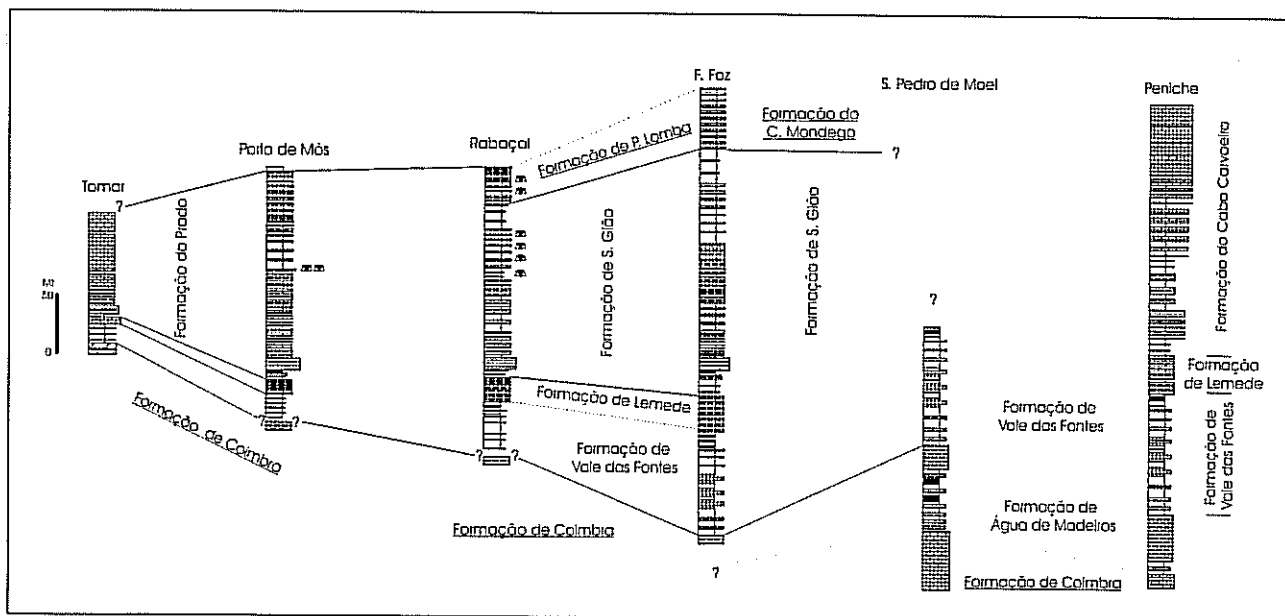 Tomar
Porto de Mós
Rabaçal
F. Foz
S. Pedro de Moel
Peniche
Formação de P. Lomba
Formação do
C. Mondego
?
?
?
Formação do Prado
Formação de S. Gião
Formação de S. Gião
Formação do Cabo Carvoeiro
50
0
Formação
de Lemede
Formação de Lemede
Formação de
Vale das Fontes
Formação de
Vale das Fontes
Formação de
Vale das Fontes
? ?
? ?
Formação de Coimbra
Formação de Coimbra
Formação de
Água de Madeiros
?
Formação de Coimbra